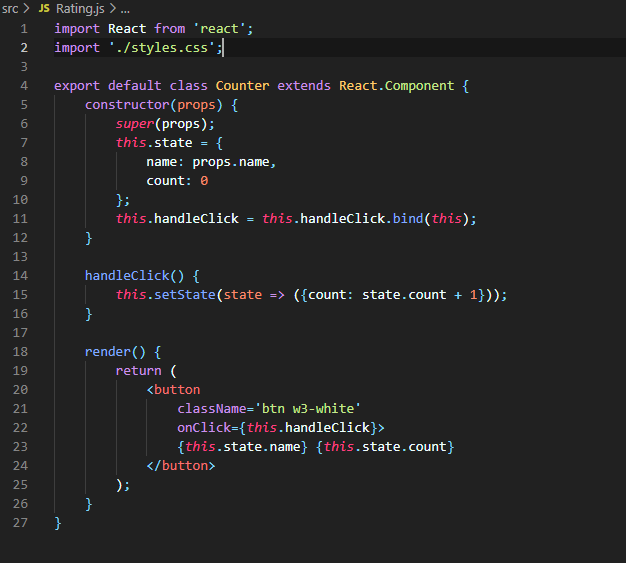 src > JS Rating.js > ...
1 import React from 'react';
2 import './styles.css';
3
4 export default class Counter extends React.Component {
5     constructor(props) {
6         super(props);
7         this.state = {
8             name: props.name,
9             count: 0
10         };
11         this.handleClick = this.handleClick.bind(this);
12     }
13
14     handleClick() {
15         this.setState(state => ({count: state.count + 1}));
16     }
17
18     render() {
19         return (
20             <button
21                 className='btn w3-white'
22                 onClick={this.handleClick}>
23                 {this.state.name} {this.state.count}
24             </button>
25         );
26     }
27 }